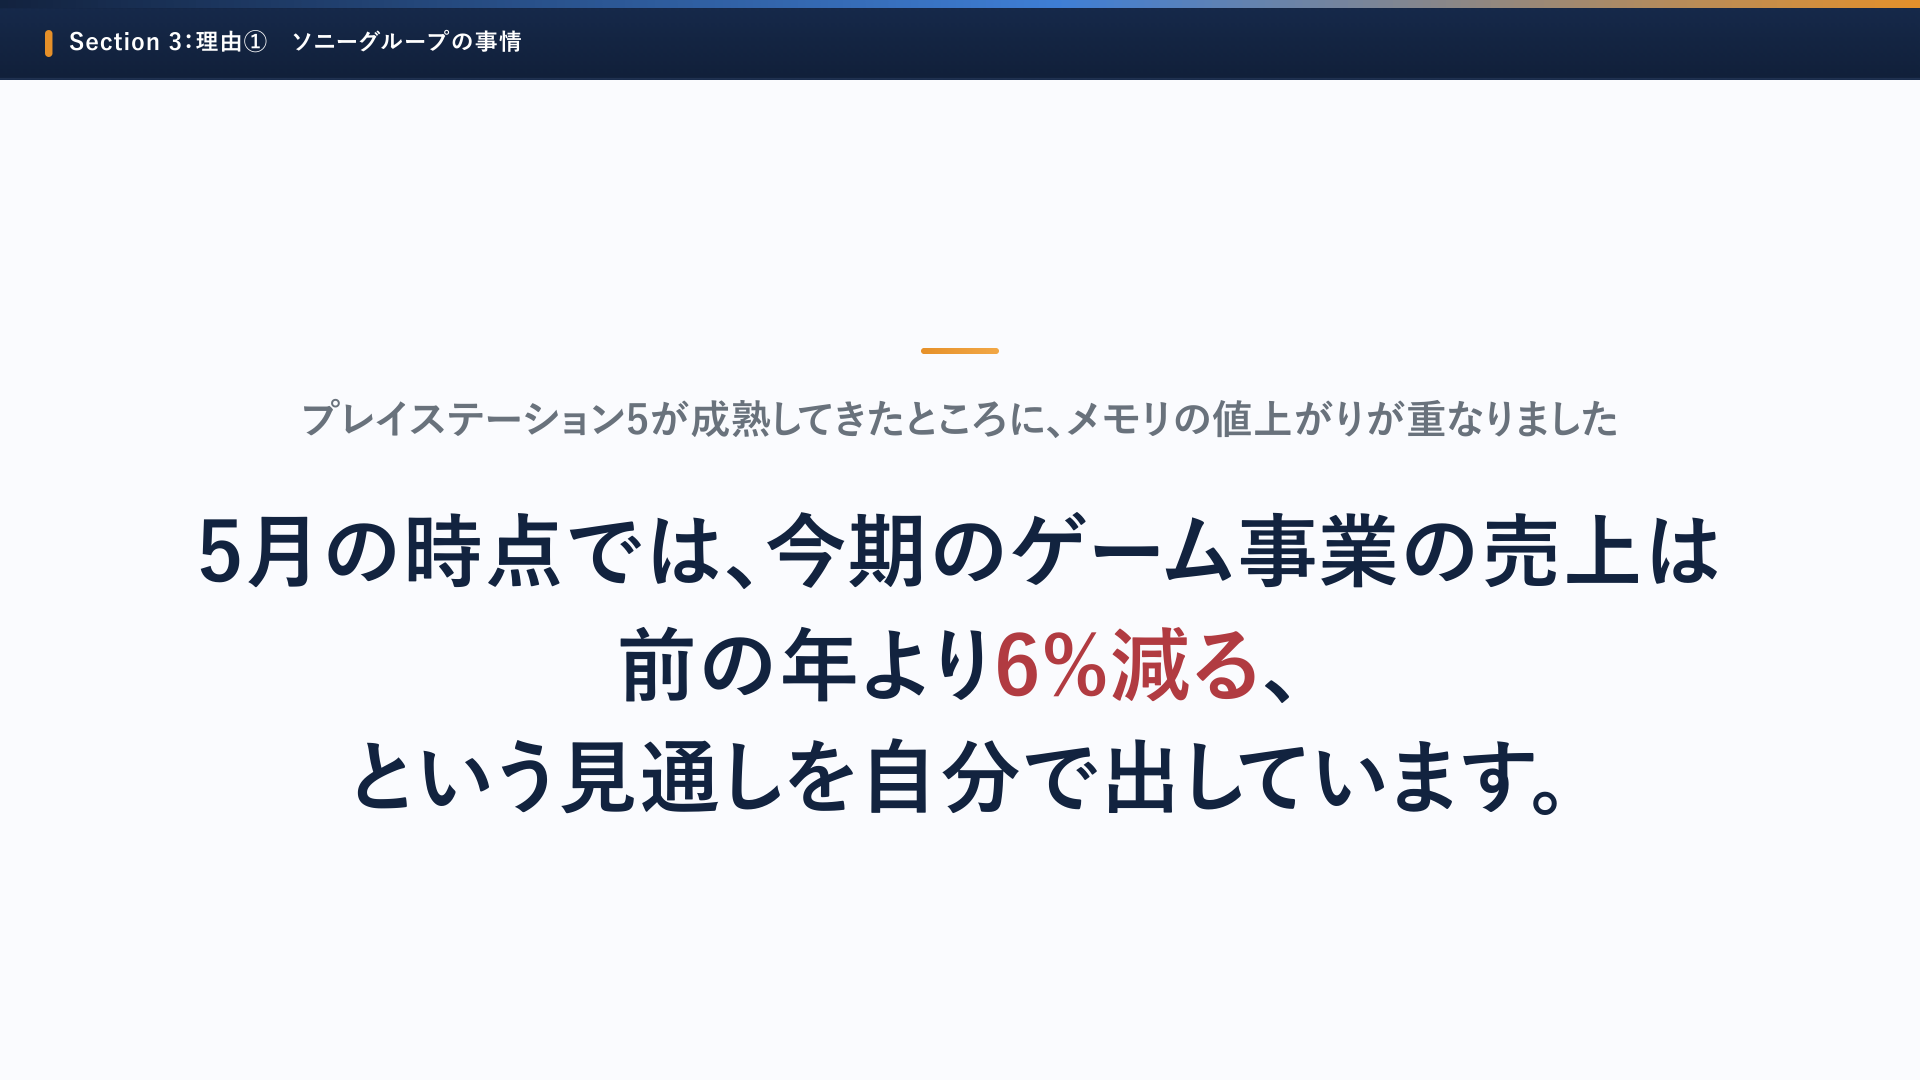 Section 3：理由①　ソニーグループの事情
プレイステーション5が成熟してきたところに、メモリの値上がりが重なりました
5月の時点では、今期のゲーム事業の売上は
前の年より6%減る、
という見通しを自分で出しています。